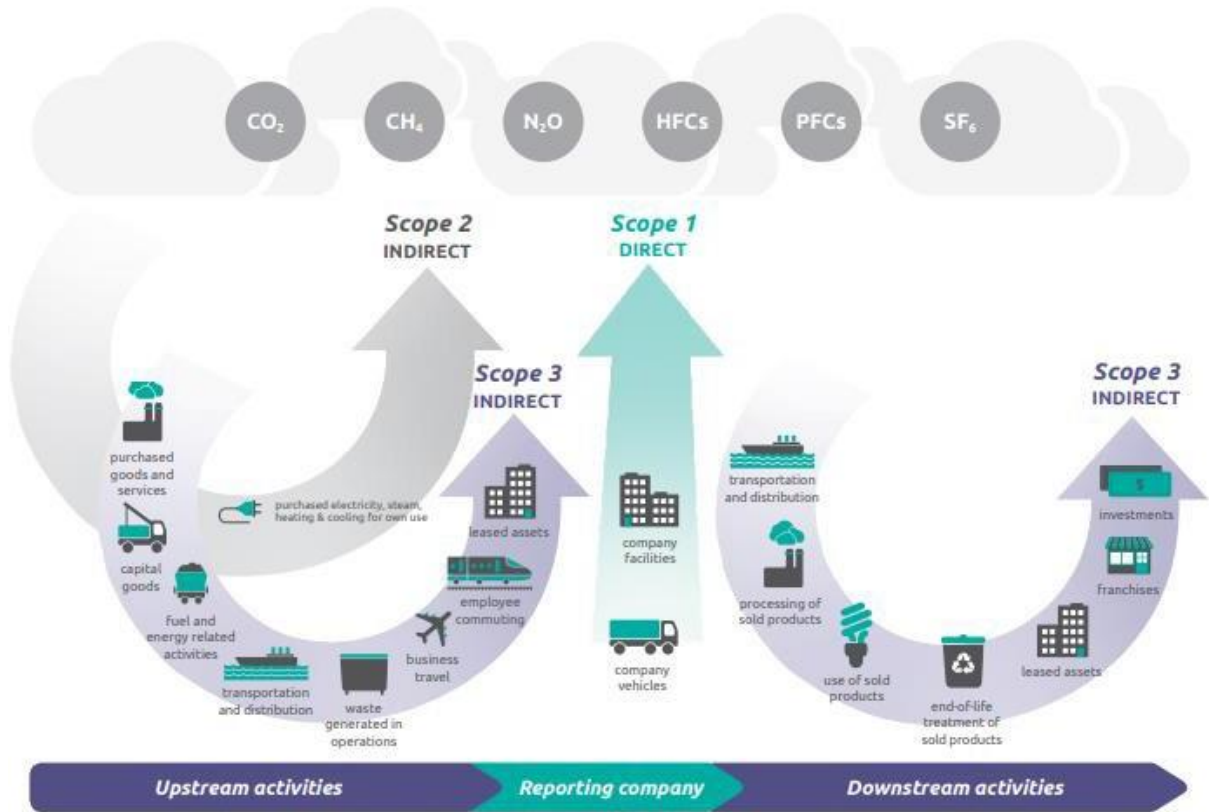 CO₂
CH₄
N₂O
HFCs
PFCs
SF₆
Scope 2
INDIRECT
Scope 1
DIRECT
Scope 3
INDIRECT
Scope 3
INDIRECT
purchased
goods and
services
capital
goods
fuel and
energy related
activities
purchased electricity, steam,
heating & cooling for own use
transportation
and distribution
waste
generated in
operations
business
travel
employee
commuting
leased assets
company
facilities
company
vehicles
transportation
and distribution
processing of
sold products
use of sold
products
end-of-life
treatment of
sold products
leased assets
franchises
$
investments
Upstream activities
Reporting company
Downstream activities